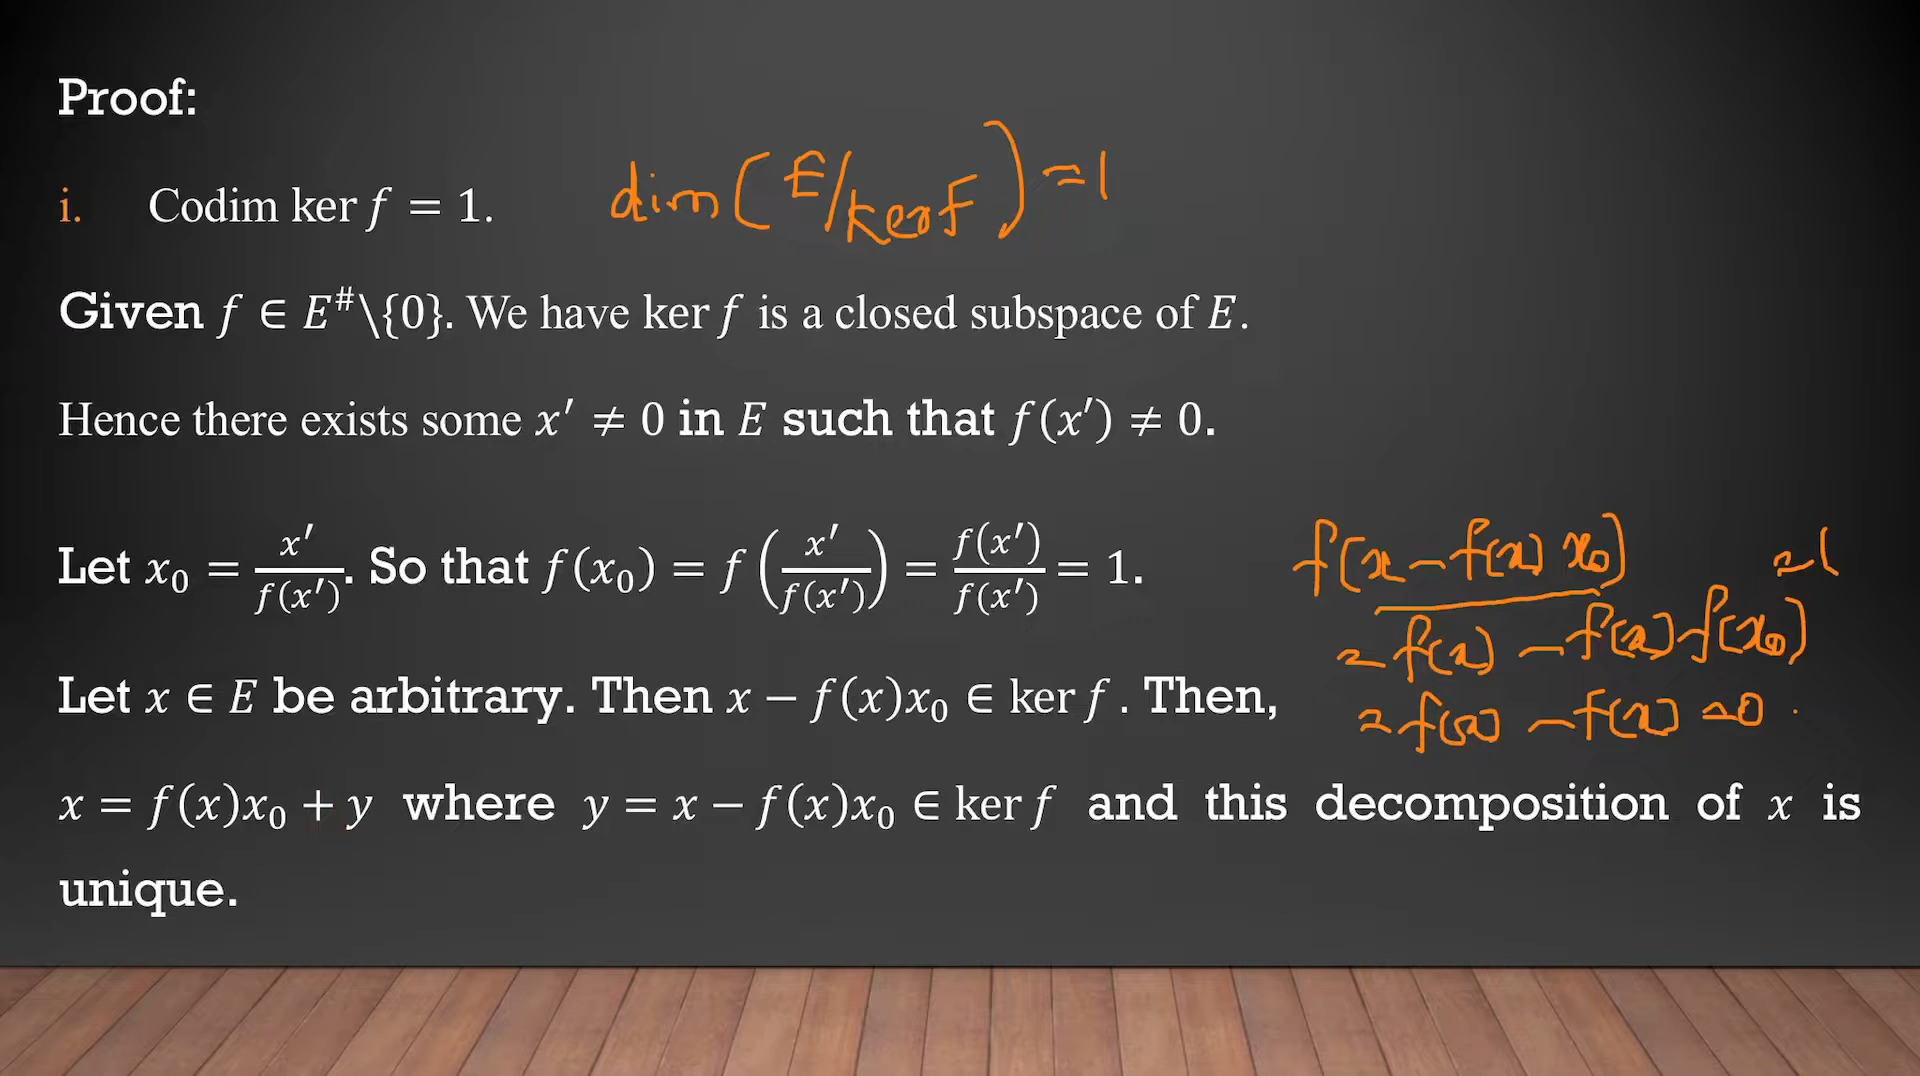 Proof:
i. Codim ker f = 1. dim(E/kerf) = 1
Given f ∈ E^#\{0}. We have ker f is a closed subspace of E.
Hence there exists some x′ ≠ 0 in E such that f(x′) ≠ 0.
Let x₀ = x′/f(x′). So that f(x₀) = f(x′/f(x′)) = f(x′)/f(x′) = 1.
f(x − f(x) x₀) = 1
= f(x) − f(x) f(x₀)
= f(x) − f(x) = 0.
Let x ∈ E be arbitrary. Then x − f(x)x₀ ∈ ker f. Then,
x = f(x)x₀ + y where y = x − f(x)x₀ ∈ ker f and this decomposition of x is
unique.